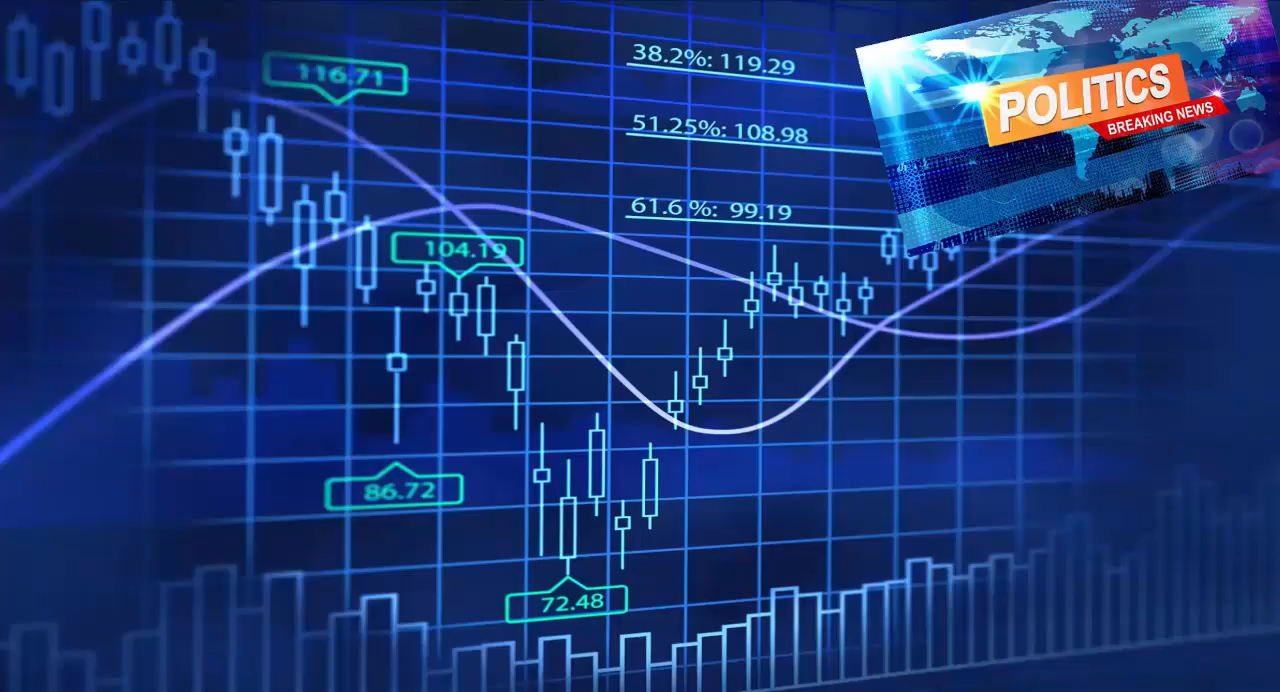 116.71
38.2%: 119.29
51.25%: 108.98
61.6 %: 99.19
POLITICS
BREAKING NEWS
104.19
86.72
72.48